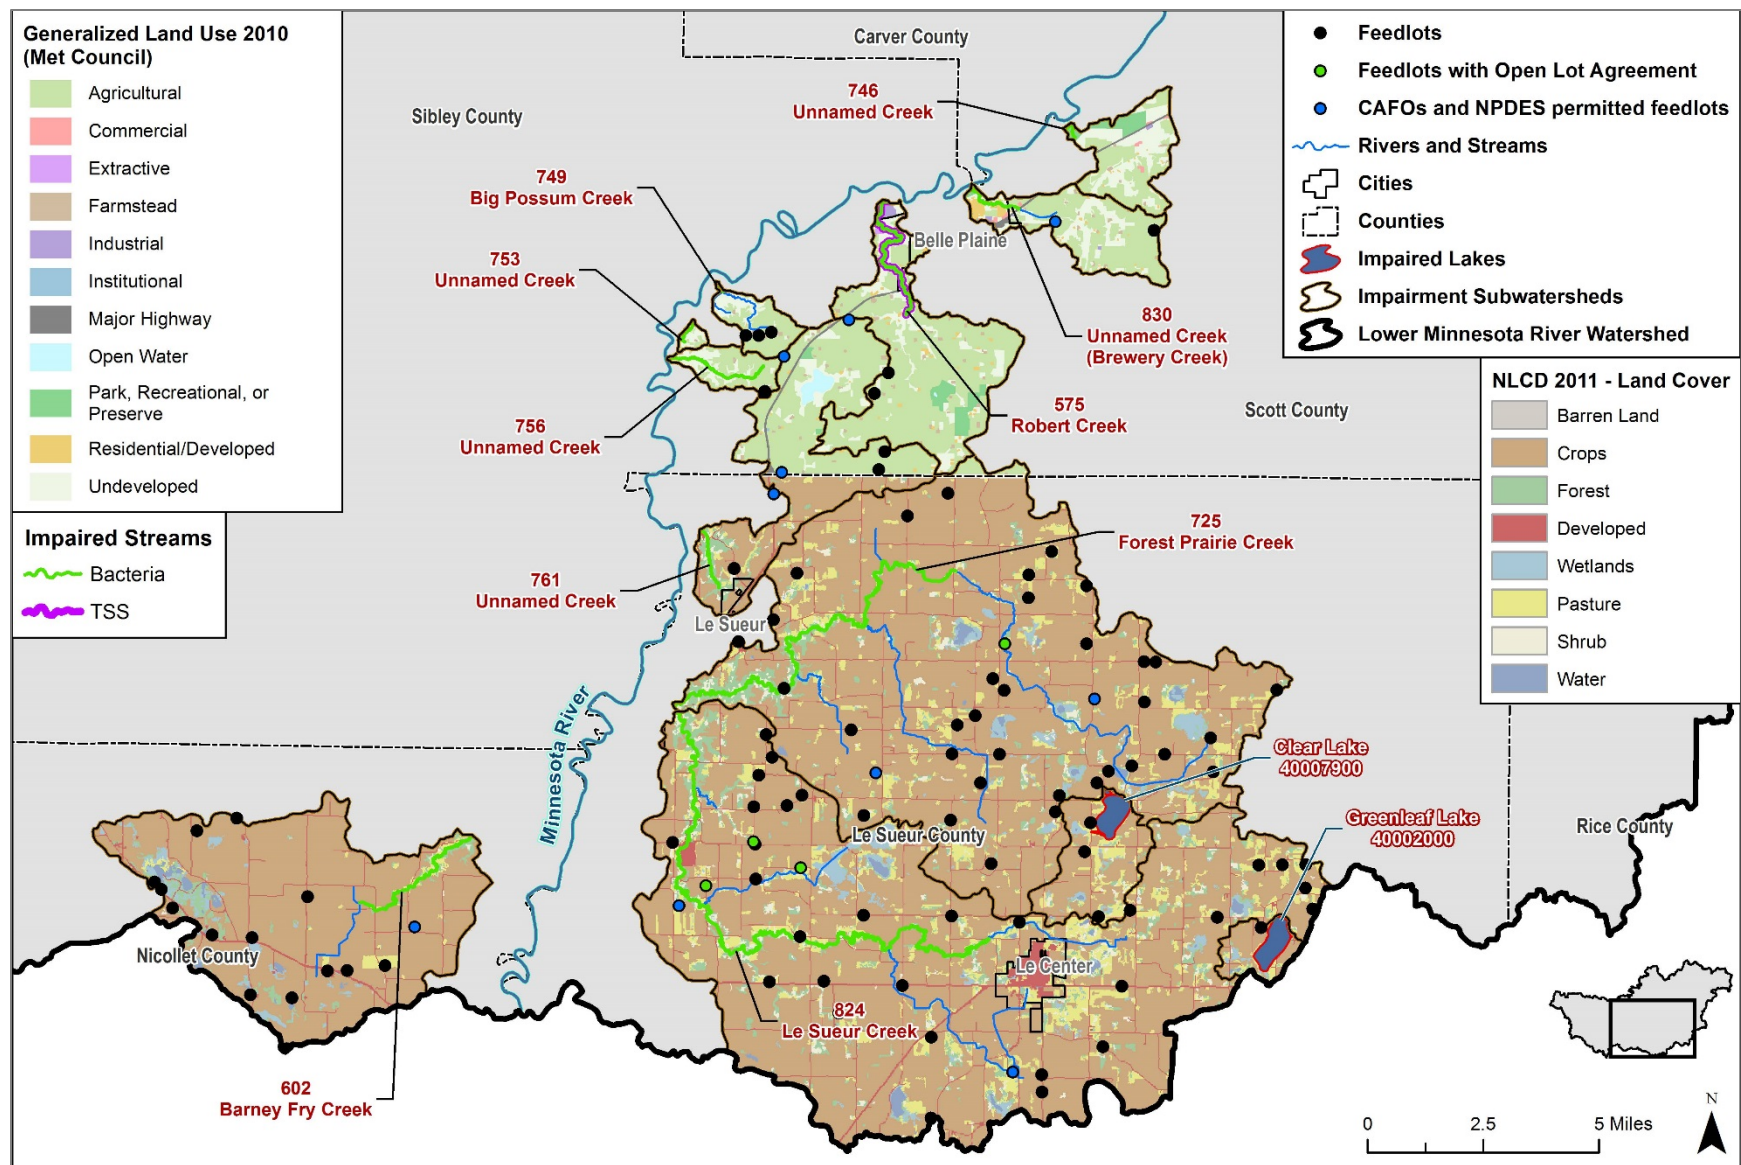 Generalized Land Use 2010
(Met Council)
Agricultural
Commercial
Extractive
Farmstead
Industrial
Institutional
Major Highway
Open Water
Park, Recreational, or
Preserve
Residential/Developed
Undeveloped
Impaired Streams
Bacteria
TSS
Feedlots
Feedlots with Open Lot Agreement
CAFOs and NPDES permitted feedlots
Rivers and Streams
Cities
Counties
Impaired Lakes
Impairment Subwatersheds
Lower Minnesota River Watershed
NLCD 2011 - Land Cover
Barren Land
Crops
Forest
Developed
Wetlands
Pasture
Shrub
Water
Carver County
Sibley County
746
Unnamed Creek
749
Big Possum Creek
753
Unnamed Creek
Belle Plaine
830
Unnamed Creek
(Brewery Creek)
756
Unnamed Creek
575
Robert Creek
Scott County
725
Forest Prairie Creek
761
Unnamed Creek
Le Sueur
Minnesota River
Clear Lake
40007900
Greenleaf Lake
40002000
Rice County
Le Sueur County
Nicollet County
Le Center
824
Le Sueur Creek
602
Barney Fry Creek
N
0
2.5
5 Miles